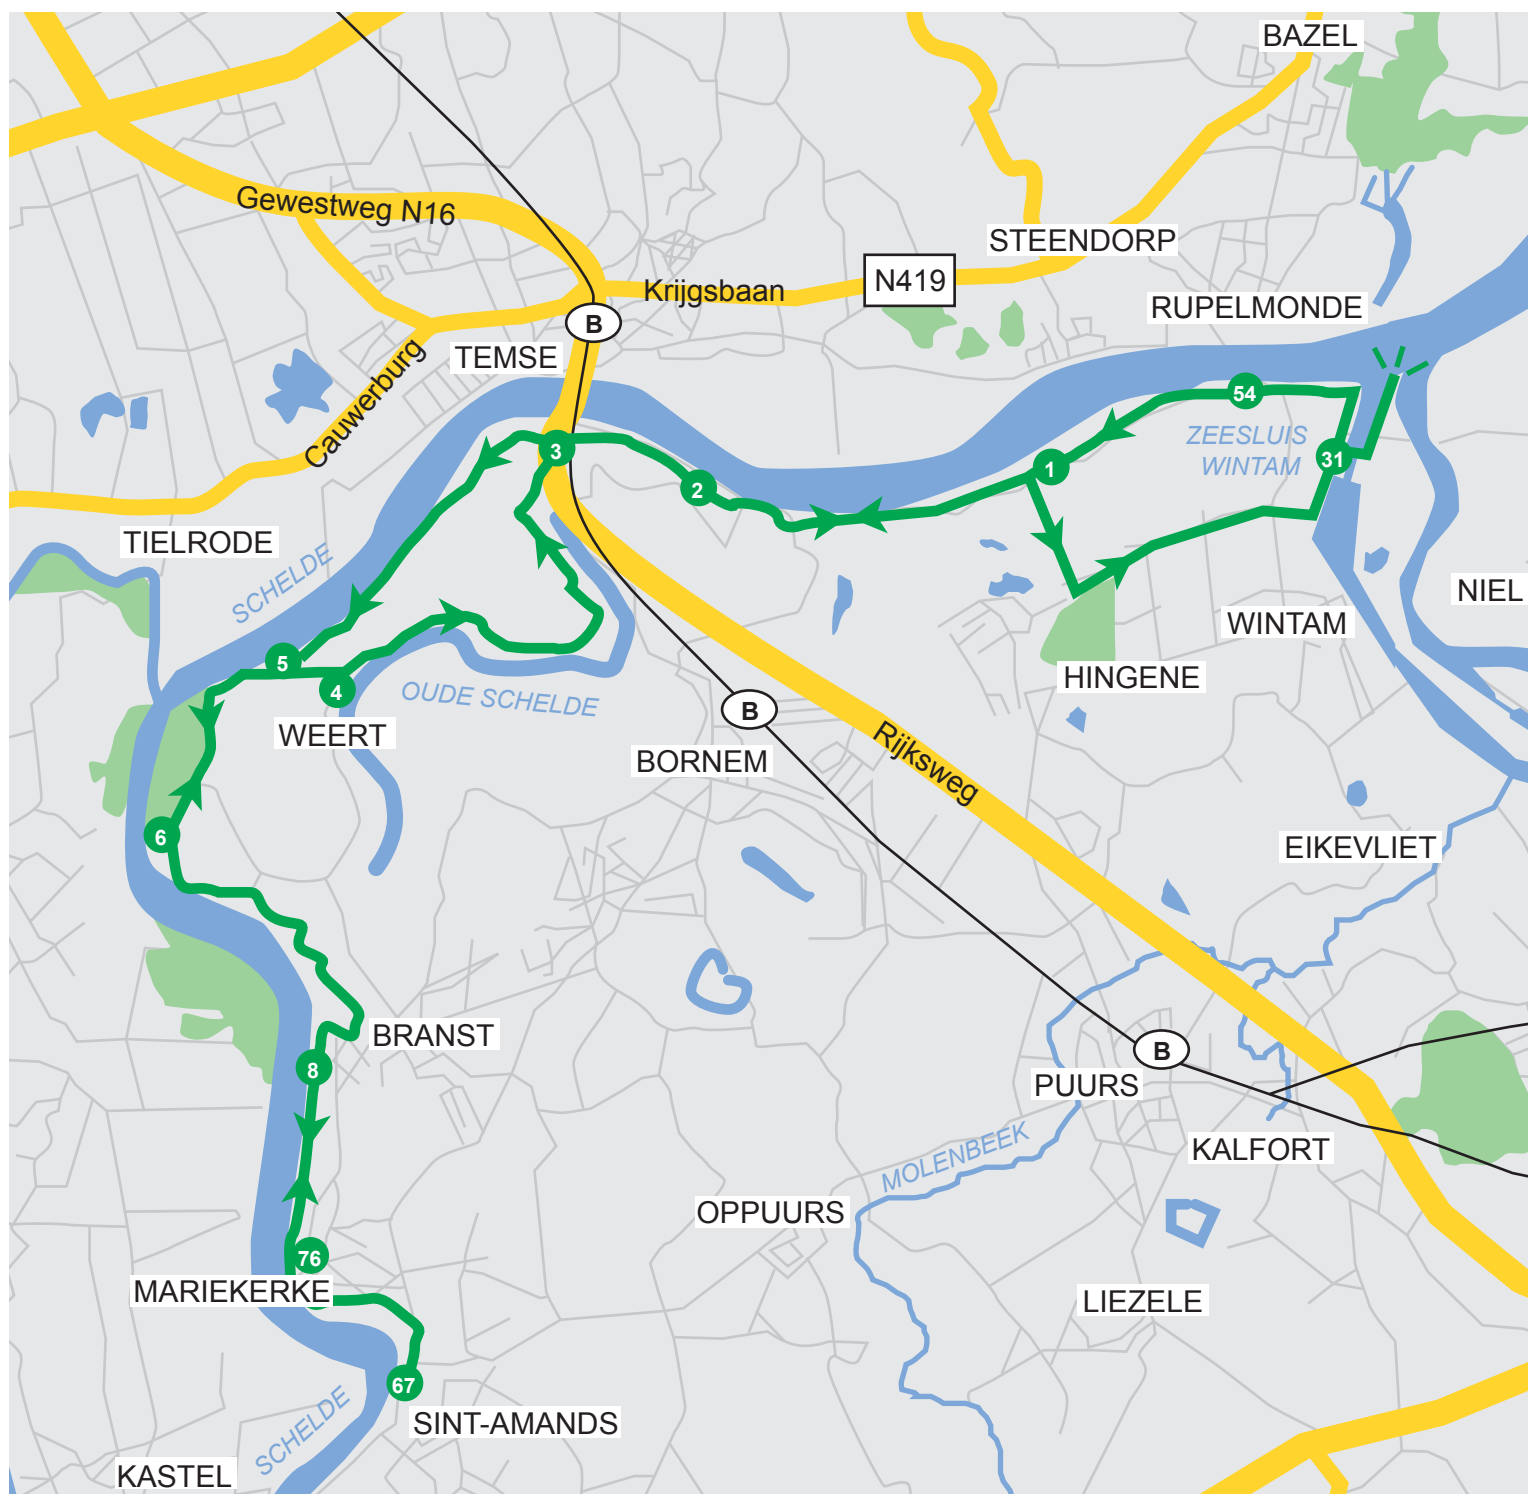 BAZEL
Gewestweg N16
STEENDORP
Krijgsbaan
N419
RUPELMONDE
B
TEMSE
Cauwerburg
54
ZEESLUIS
WINTAM
3
1
31
2
TIELRODE
SCHELDE
NIEL
WINTAM
5
4
OUDE SCHELDE
HINGENE
WEERT
B
BORNEM
Rijksweg
6
EIKEVLIET
BRANST
B
8
PUURS
MOLENBEEK
KALFORT
OPPUURS
76
MARIEKERKE
LIEZELE
67
SCHELDE
SINT-AMANDS
KASTEL